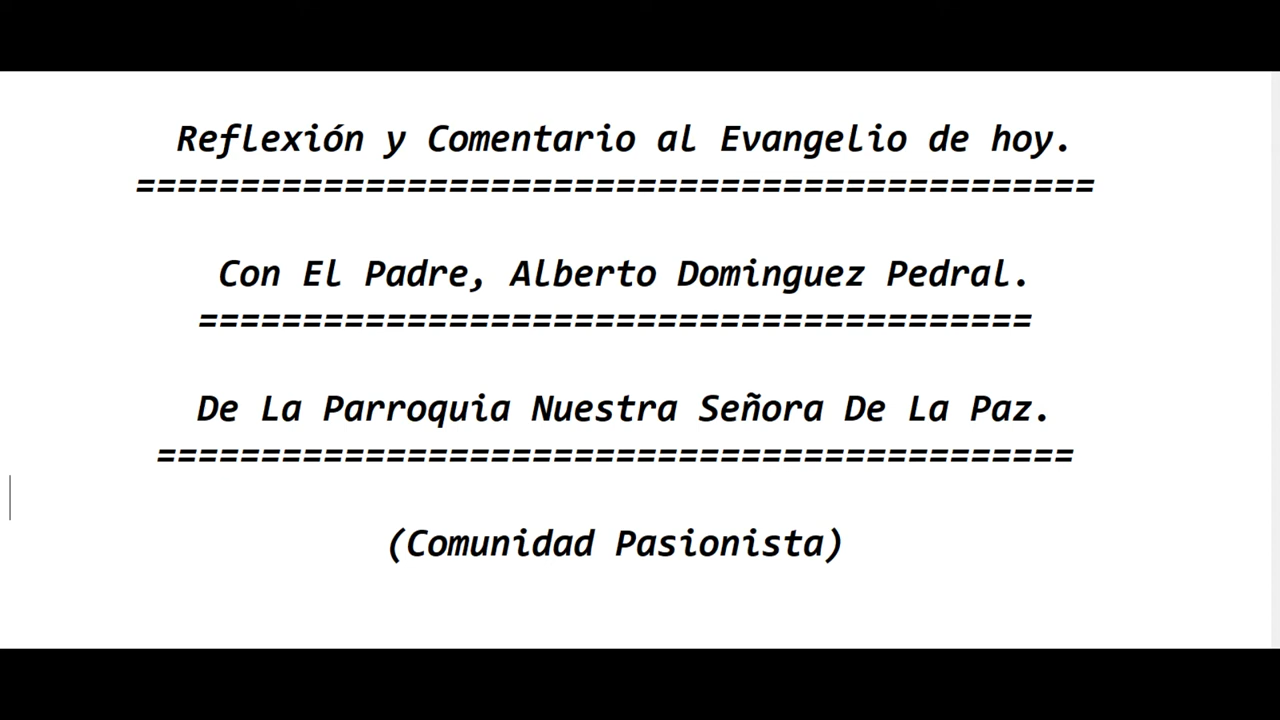 Reflexión y Comentario al Evangelio de hoy.
==============================================
Con El Padre, Alberto Dominguez Pedral.
========================================
De La Parroquia Nuestra Señora De La Paz.
============================================
(Comunidad Pasionista)